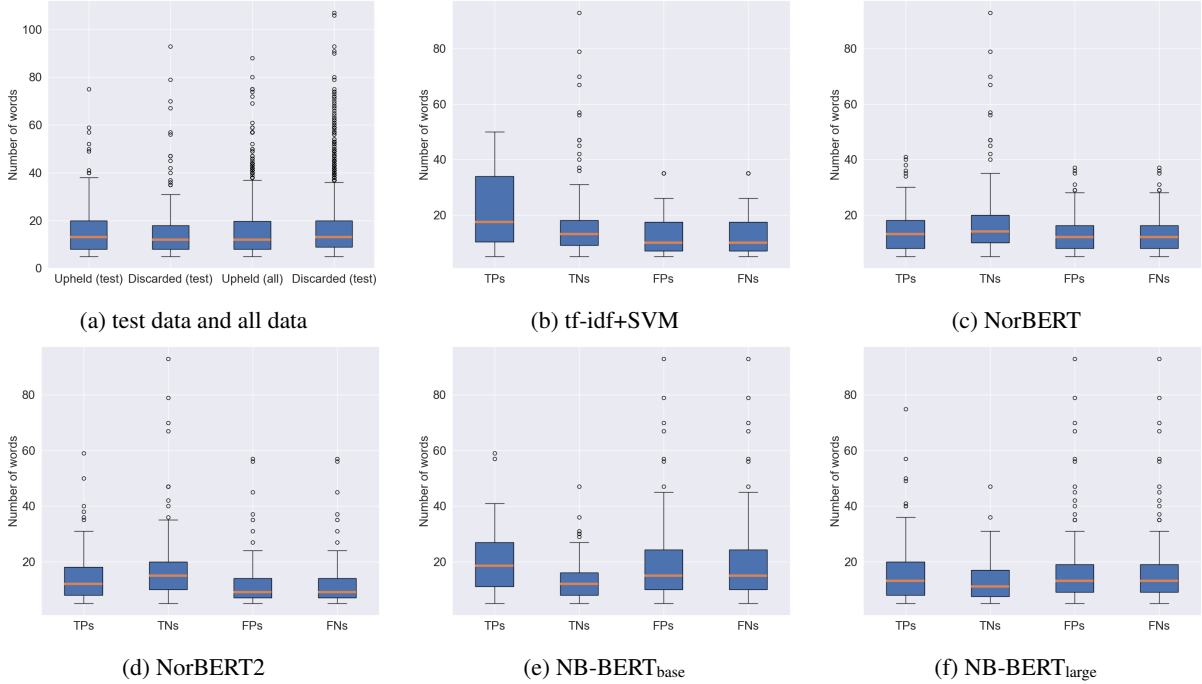 100
80
60
40
20
0
Number of words
Upheld (test) Discarded (test) Upheld (all) Discarded (test)
(a) test data and all data
80
60
40
20
Number of words
TPs TNs FPs FNs
(b) tf-idf+SVM
80
60
40
20
Number of words
TPs TNs FPs FNs
(c) NorBERT
80
60
40
20
Number of words
TPs TNs FPs FNs
(d) NorBERT2
80
60
40
20
Number of words
TPs TNs FPs FNs
(e) NB-BERTbase
80
60
40
20
Number of words
TPs TNs FPs FNs
(f) NB-BERTlarge